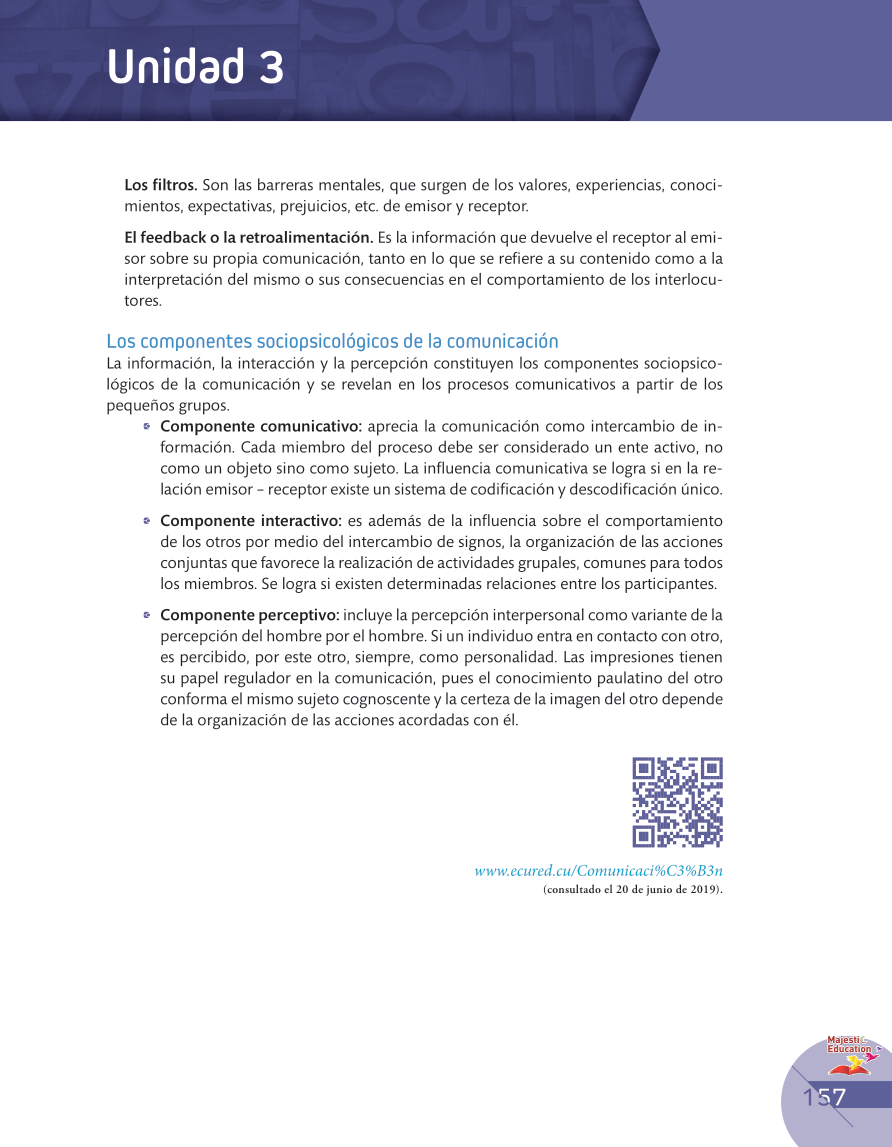 Unidad 3
Los filtros. Son las barreras mentales, que surgen de los valores, experiencias, conoci-
mientos, expectativas, prejuicios, etc. de emisor y receptor.
El feedback o la retroalimentación. Es la información que devuelve el receptor al emi-
sor sobre su propia comunicación, tanto en lo que se refiere a su contenido como a la
interpretación del mismo o sus consecuencias en el comportamiento de los interlocu-
tores.
Los componentes sociopsicológicos de la comunicación
La información, la interacción y la percepción constituyen los componentes sociopsico-
lógicos de la comunicación y se revelan en los procesos comunicativos a partir de los
pequeños grupos.
Componente comunicativo: aprecia la comunicación como intercambio de in-
formación. Cada miembro del proceso debe ser considerado un ente activo, no
como un objeto sino como sujeto. La influencia comunicativa se logra si en la re-
lación emisor – receptor existe un sistema de codificación y descodificación único.
Componente interactivo: es además de la influencia sobre el comportamiento
de los otros por medio del intercambio de signos, la organización de las acciones
conjuntas que favorece la realización de actividades grupales, comunes para todos
los miembros. Se logra si existen determinadas relaciones entre los participantes.
Componente perceptivo: incluye la percepción interpersonal como variante de la
percepción del hombre por el hombre. Si un individuo entra en contacto con otro,
es percibido, por este otro, siempre, como personalidad. Las impresiones tienen
su papel regulador en la comunicación, pues el conocimiento paulatino del otro
conforma el mismo sujeto cognoscente y la certeza de la imagen del otro depende
de la organización de las acciones acordadas con él.
www.ecured.cu/Comunicaci%C3%B3n
(consultado el 20 de junio de 2019).
Majestic
Education
157